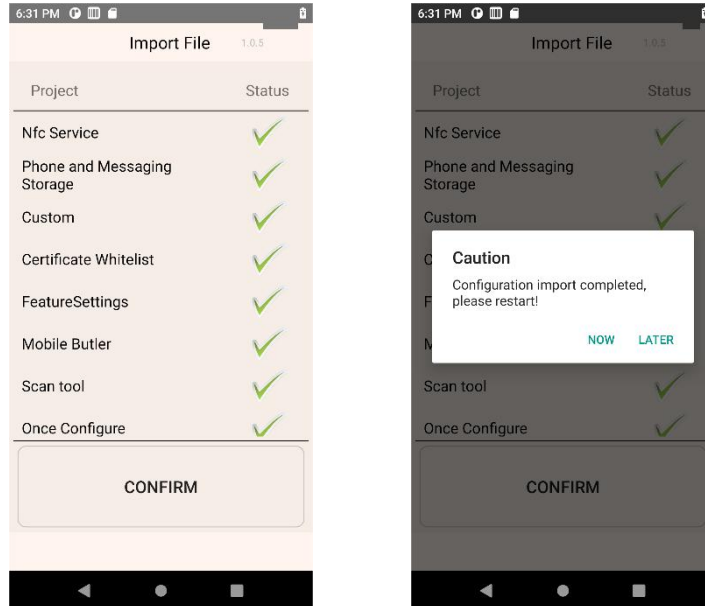 6:31 PM
Import File 1.0.5
Project Status
Nfc Service
Phone and Messaging
Storage
Custom
Certificate Whitelist
FeatureSettings
Mobile Butler
Scan tool
Once Configure
CONFIRM
6:31 PM
Import File 1.0.5
Project Status
Nfc Service
Phone and Messaging
Storage
Custom
C
Caution
Configuration import completed,
please restart!
F
M
NOW LATER
Scan tool
Once Configure
CONFIRM